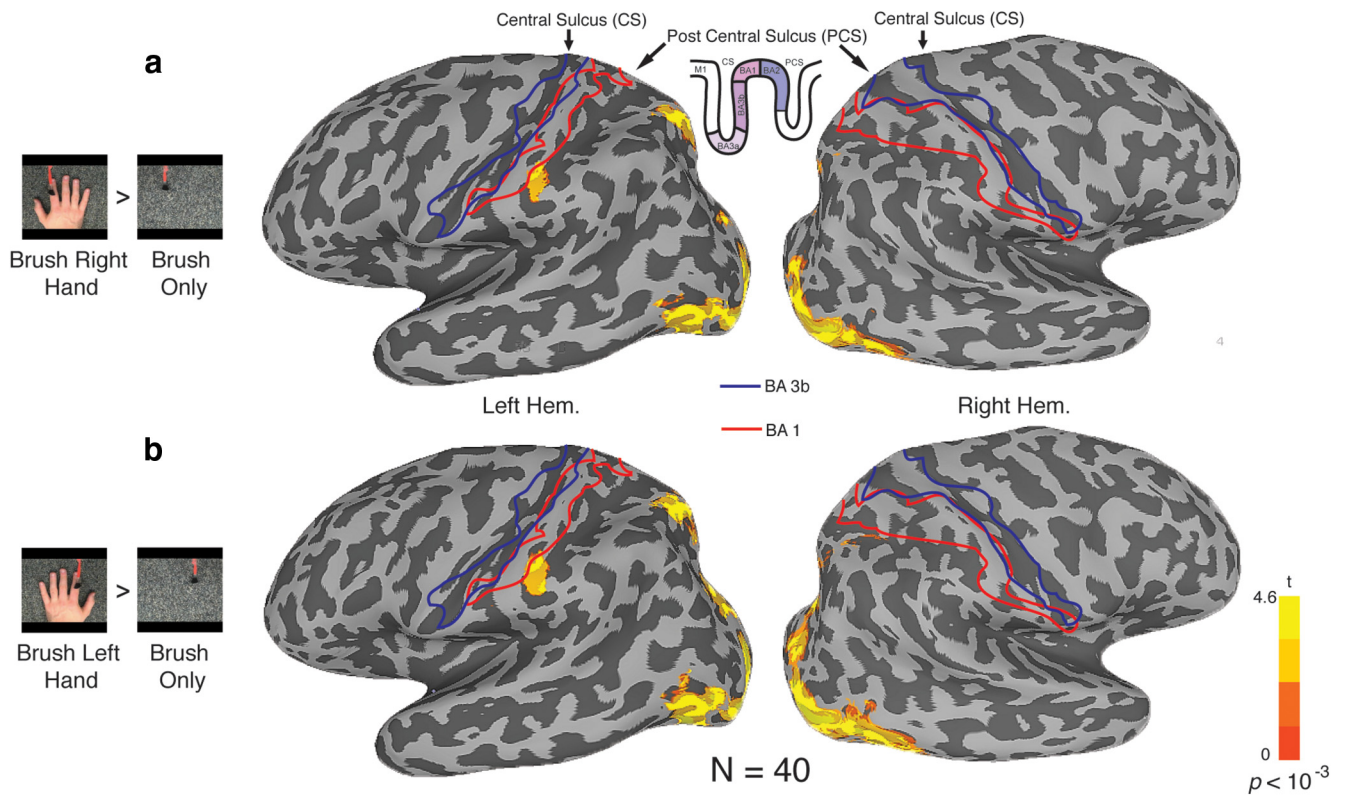 Central Sulcus (CS)
Central Sulcus (CS)
Post Central Sulcus (PCS)
a
M1
CS
BA1
BA2
PCS
BA3b
BA3a
>
Brush Right
Hand
Brush
Only
4
BA 3b
Left Hem.
Right Hem.
BA 1
b
>
Brush Left
Hand
Brush
Only
t
4.6
0
p < 10 -3
N = 40